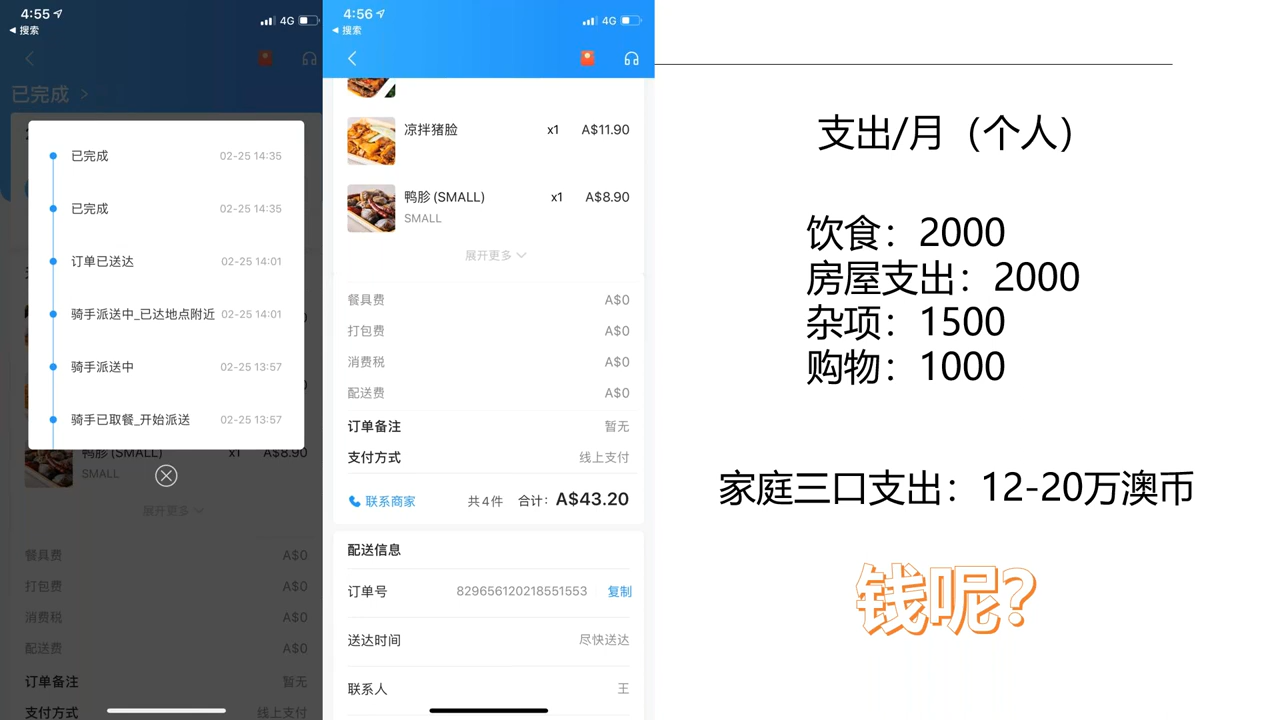 4:55
4G
搜索
已完成
已完成 02-25 14:35
已完成 02-25 14:35
订单已送达 02-25 14:01
骑手派送中_已达地点附近 02-25 14:01
骑手派送中 02-25 13:57
骑手已取餐_开始派送 02-25 13:57
鸭胗 (SMALL) x1 A$8.90
SMALL
展开更多
餐具费 A$0
打包费 A$0
消费税 A$0
配送费 A$0
订单备注 暂无
支付方式 线上支付
4:56
4G
搜索
凉拌猪脸 x1 A$11.90
鸭胗 (SMALL) x1 A$8.90
SMALL
展开更多
餐具费 A$0
打包费 A$0
消费税 A$0
配送费 A$0
订单备注 暂无
支付方式 线上支付
联系商家 共4件 合计: A$43.20
配送信息
订单号 829656120218551553 复制
送达时间 尽快送达
联系人 王
支出/月（个人）
饮食：2000
房屋支出：2000
杂项：1500
购物：1000
家庭三口支出：12-20万澳币
钱呢?